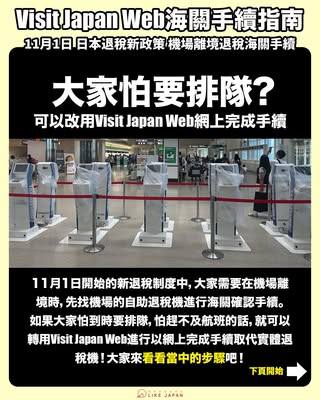 Visit Japan Web海關手續指南
11月1日 日本退稅新政策 機場離境退稅海關手續
大家怕要排隊?
可以改用Visit Japan Web網上完成手續
11月1日開始的新退稅制度中, 大家需要在機場離
境時, 先找機場的自助退稅機進行海關確認手續。
如果大家怕到時要排隊, 怕趕不及航班的話, 就可以
轉用Visit Japan Web進行以網上完成手續取代實體退
稅機! 大家來看看當中的步驟吧!
下頁開始
LIKE JAPAN